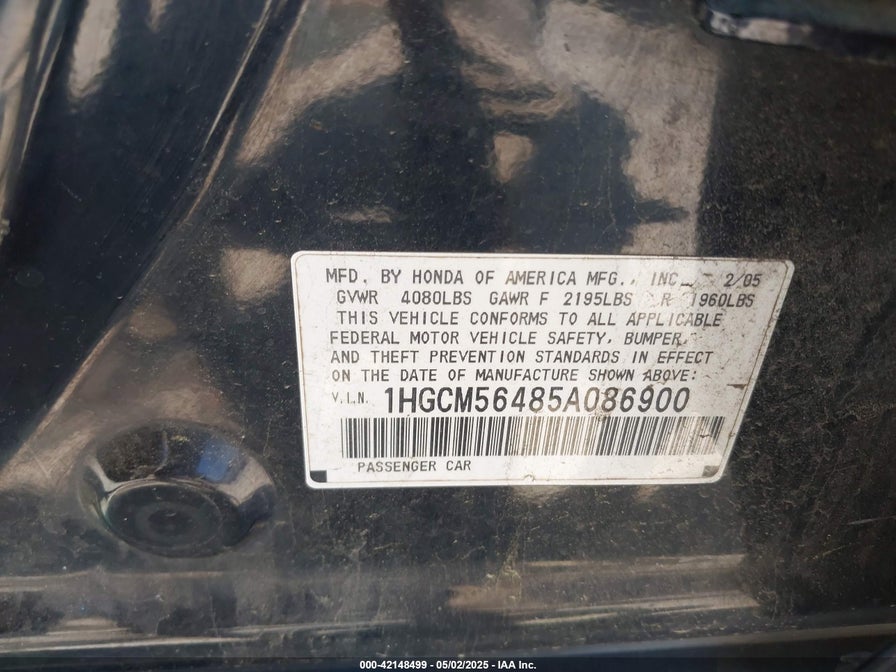 MFD. BY HONDA OF AMERICA MFG., INC. 2/05
GVWR 4080LBS GAWR F 2195LBS R 1960LBS
THIS VEHICLE CONFORMS TO ALL APPLICABLE
FEDERAL MOTOR VEHICLE SAFETY, BUMPER,
AND THEFT PREVENTION STANDARDS IN EFFECT
ON THE DATE OF MANUFACTURE SHOWN ABOVE:
V.I.N. 1HGCM56485A086900
PASSENGER CAR
000-42148499 - 05/02/2025 - IAA Inc.